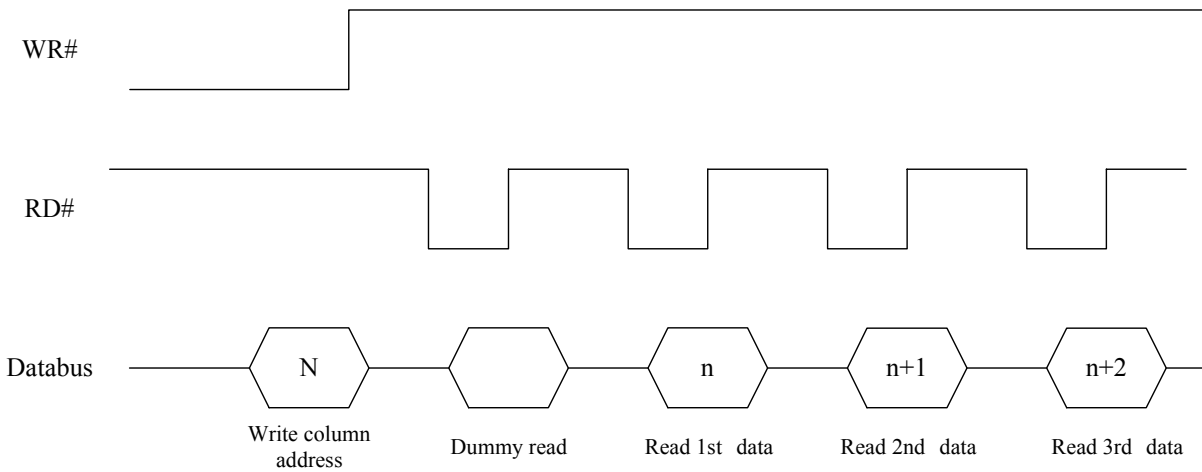 WR#
RD#
Databus
N
n
n+1
n+2
Write column
address
Dummy read
Read 1st data
Read 2nd data
Read 3rd data